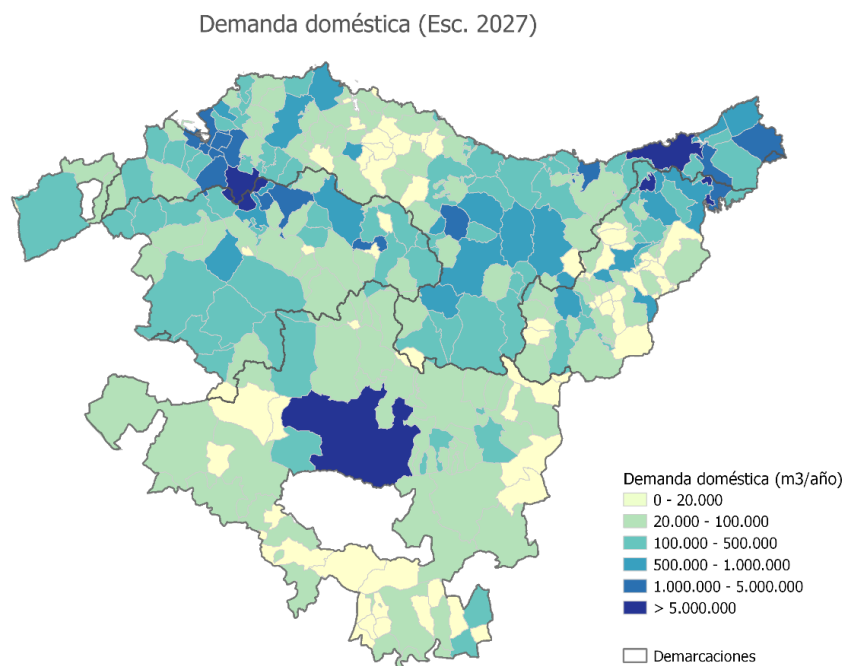 Demanda doméstica (Esc. 2027)
Demanda doméstica (m3/año)
0 - 20.000
20.000 - 100.000
100.000 - 500.000
500.000 - 1.000.000
1.000.000 - 5.000.000
> 5.000.000
Demarcaciones